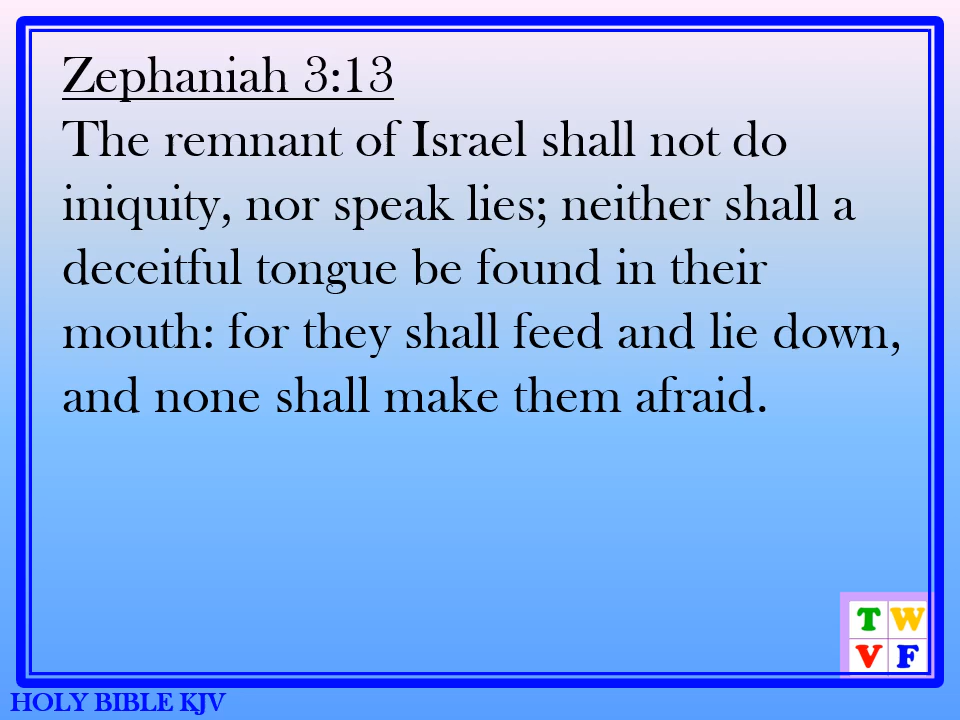 Zephaniah 3:13
The remnant of Israel shall not do
iniquity, nor speak lies; neither shall a
deceitful tongue be found in their
mouth: for they shall feed and lie down,
and none shall make them afraid.
T W
V F
HOLY BIBLE KJV